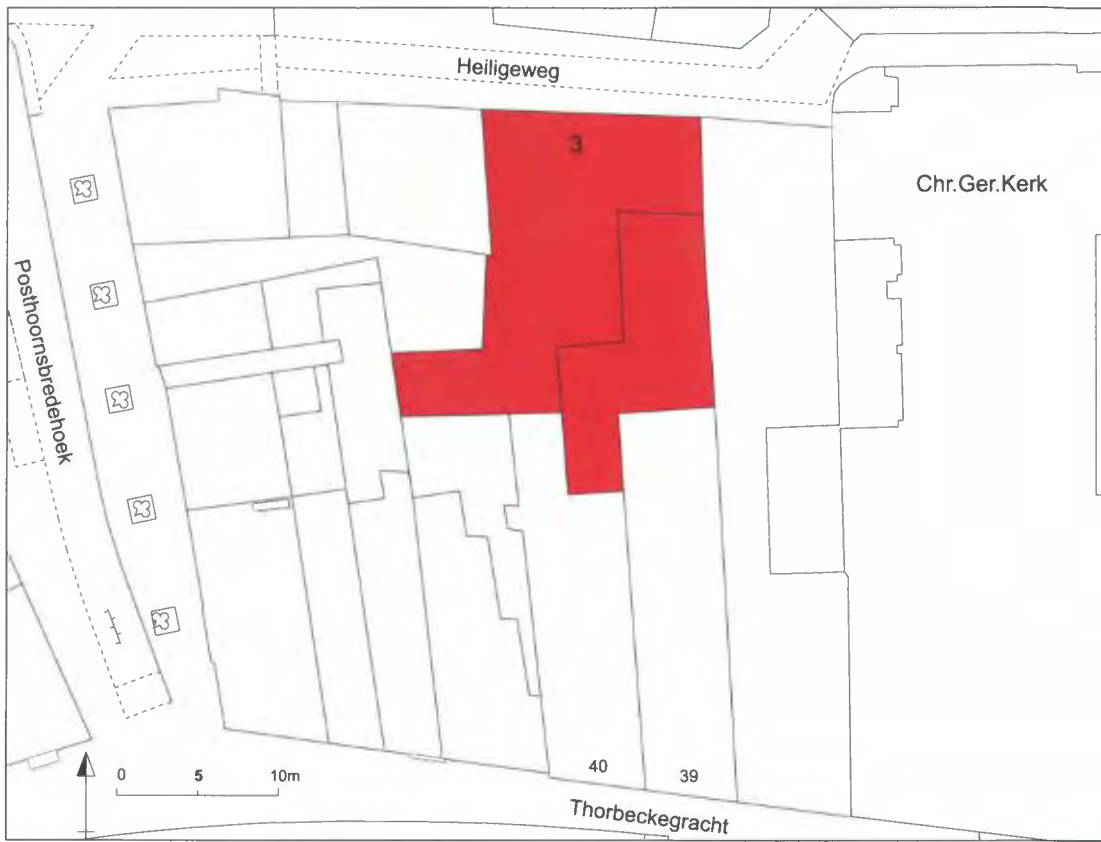 Heiligeweg
3
Chr.Ger.Kerk
Posthoornsbredehoek
0 5 10m
40
39
Thorbeckegracht